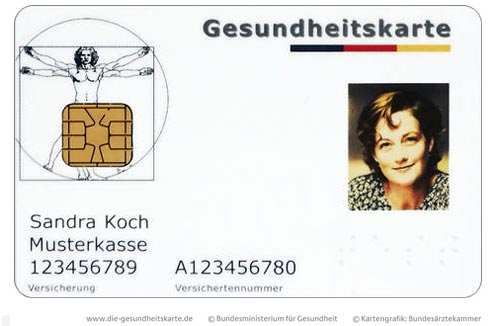 Gesundheitskarte
Sandra Koch
Musterkasse
123456789 A123456780
Versicherung Versichertennummer
www.die-gesundheitskarte.de © Bundesministerium für Gesundheit © Kartengrafik: Bundesärztekammer